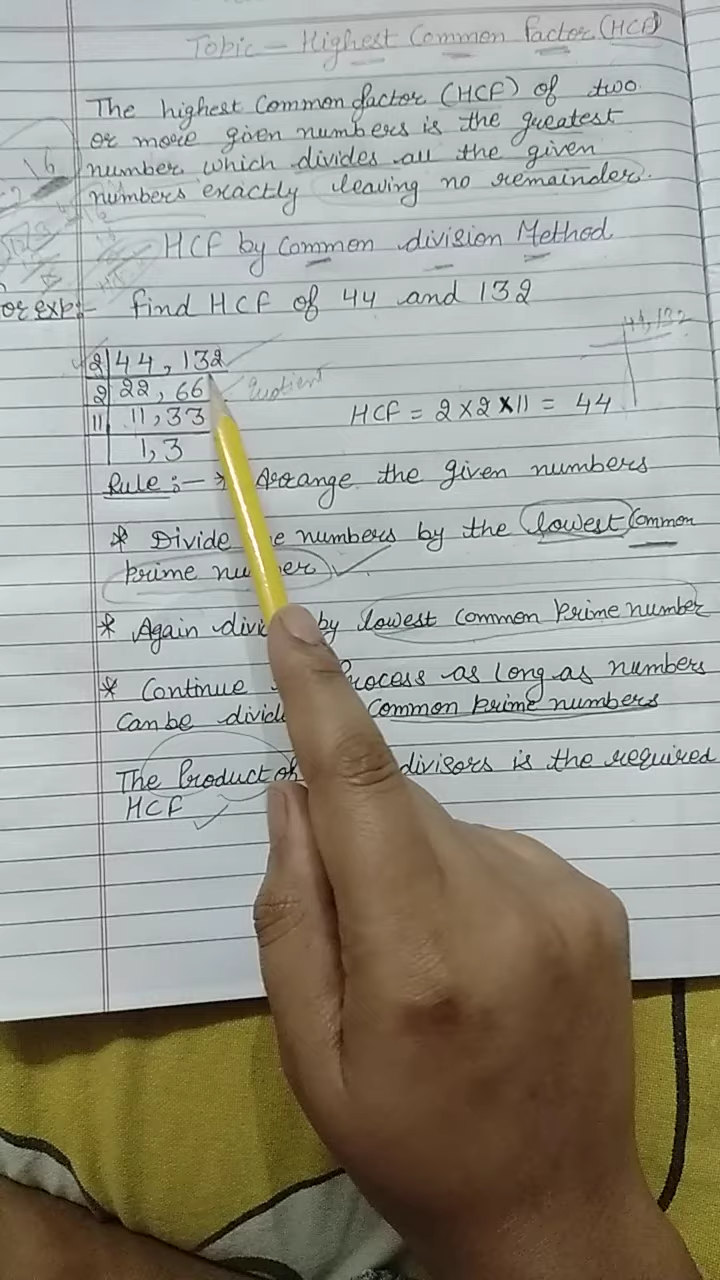 Topic - Highest Common factor (HCF)
The highest Common factor (HCF) of two
or more given numbers is the greatest
16 number which divides all the given
numbers exactly leaving no remainder.
HCF by Common division Method
or exp:- find HCF of 44 and 132
44, 132
2|44, 132
2|22, 66 Quotient
HCF = 2×2×11 = 44
11|11, 33
1, 3
Rule :- → Arrange the given numbers
* Divide numbers by the lowest Common
Prime number
* Again by lowest common Prime number
* Continue Process as long as numbers
Can be Common Prime numbers
The Product of divisors is the required
HCF